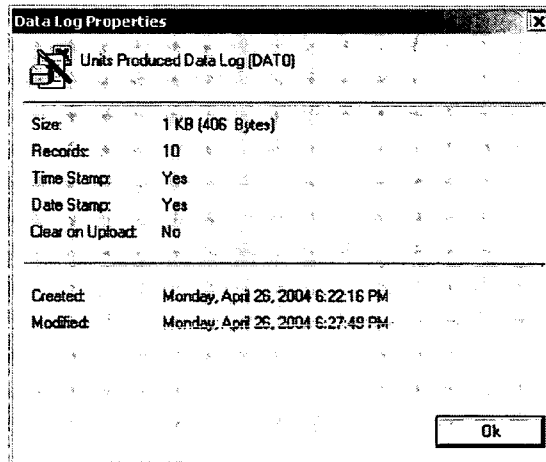 Data Log Properties
Units Produced Data Log (DAT0)
Size: 1 KB (406 Bytes)
Records: 10
Time Stamp: Yes
Date Stamp: Yes
Clear on Upload: No
Created: Monday, April 26, 2004 6:22:16 PM
Modified: Monday, April 26, 2004 6:27:49 PM
Ok